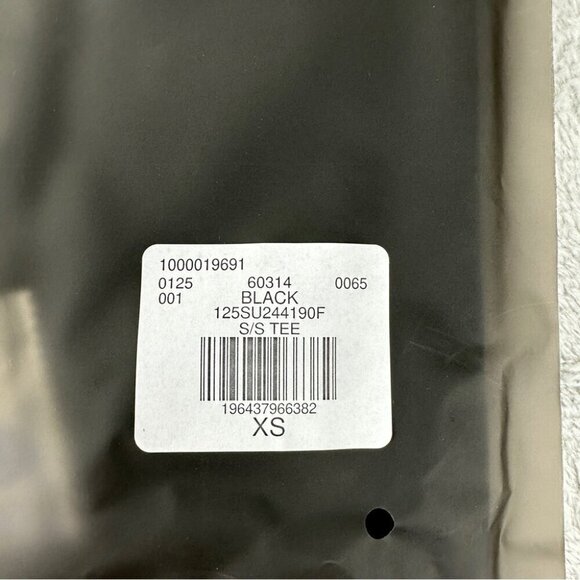 1000019691
0125 60314 0065
001 BLACK
125SU244190F
S/S TEE
196437966382
XS